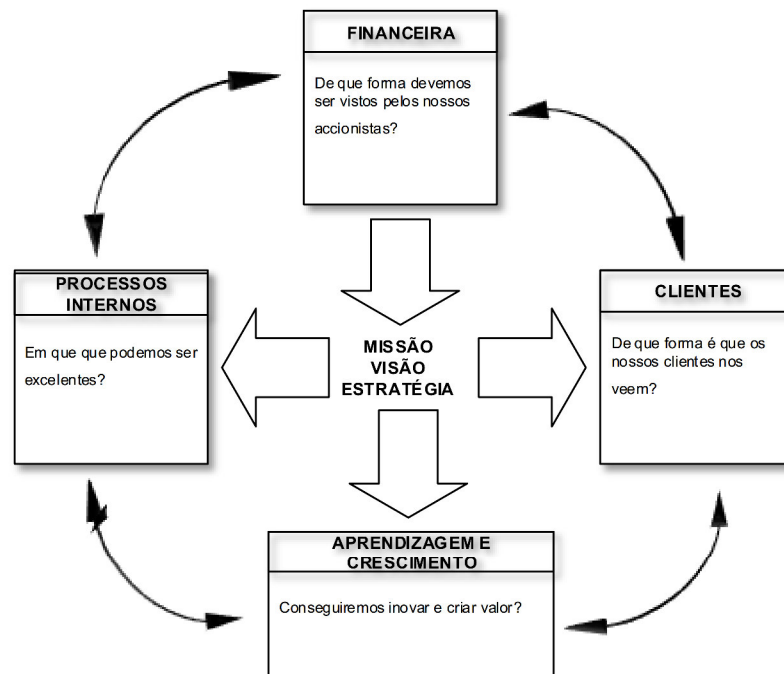 FINANCEIRA
De que forma devemos
ser vistos pelos nossos
accionistas?
PROCESSOS
INTERNOS
Em que que podemos ser
excelentes?
MISSÃO
VISÃO
ESTRATÉGIA
CLIENTES
De que forma é que os
nossos clientes nos
veem?
APRENDIZAGEM E
CRESCIMENTO
Conseguiremos inovar e criar valor?